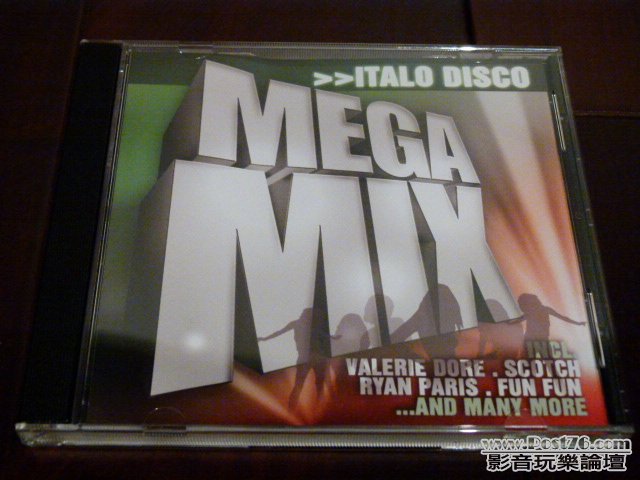 >>ITALO DISCO
MEGA
MIX
INCL.
VALERIE DORE . SCOTCH
RYAN PARIS . FUN FUN
...AND MANY MORE
www.Post76.com
影音玩樂論壇